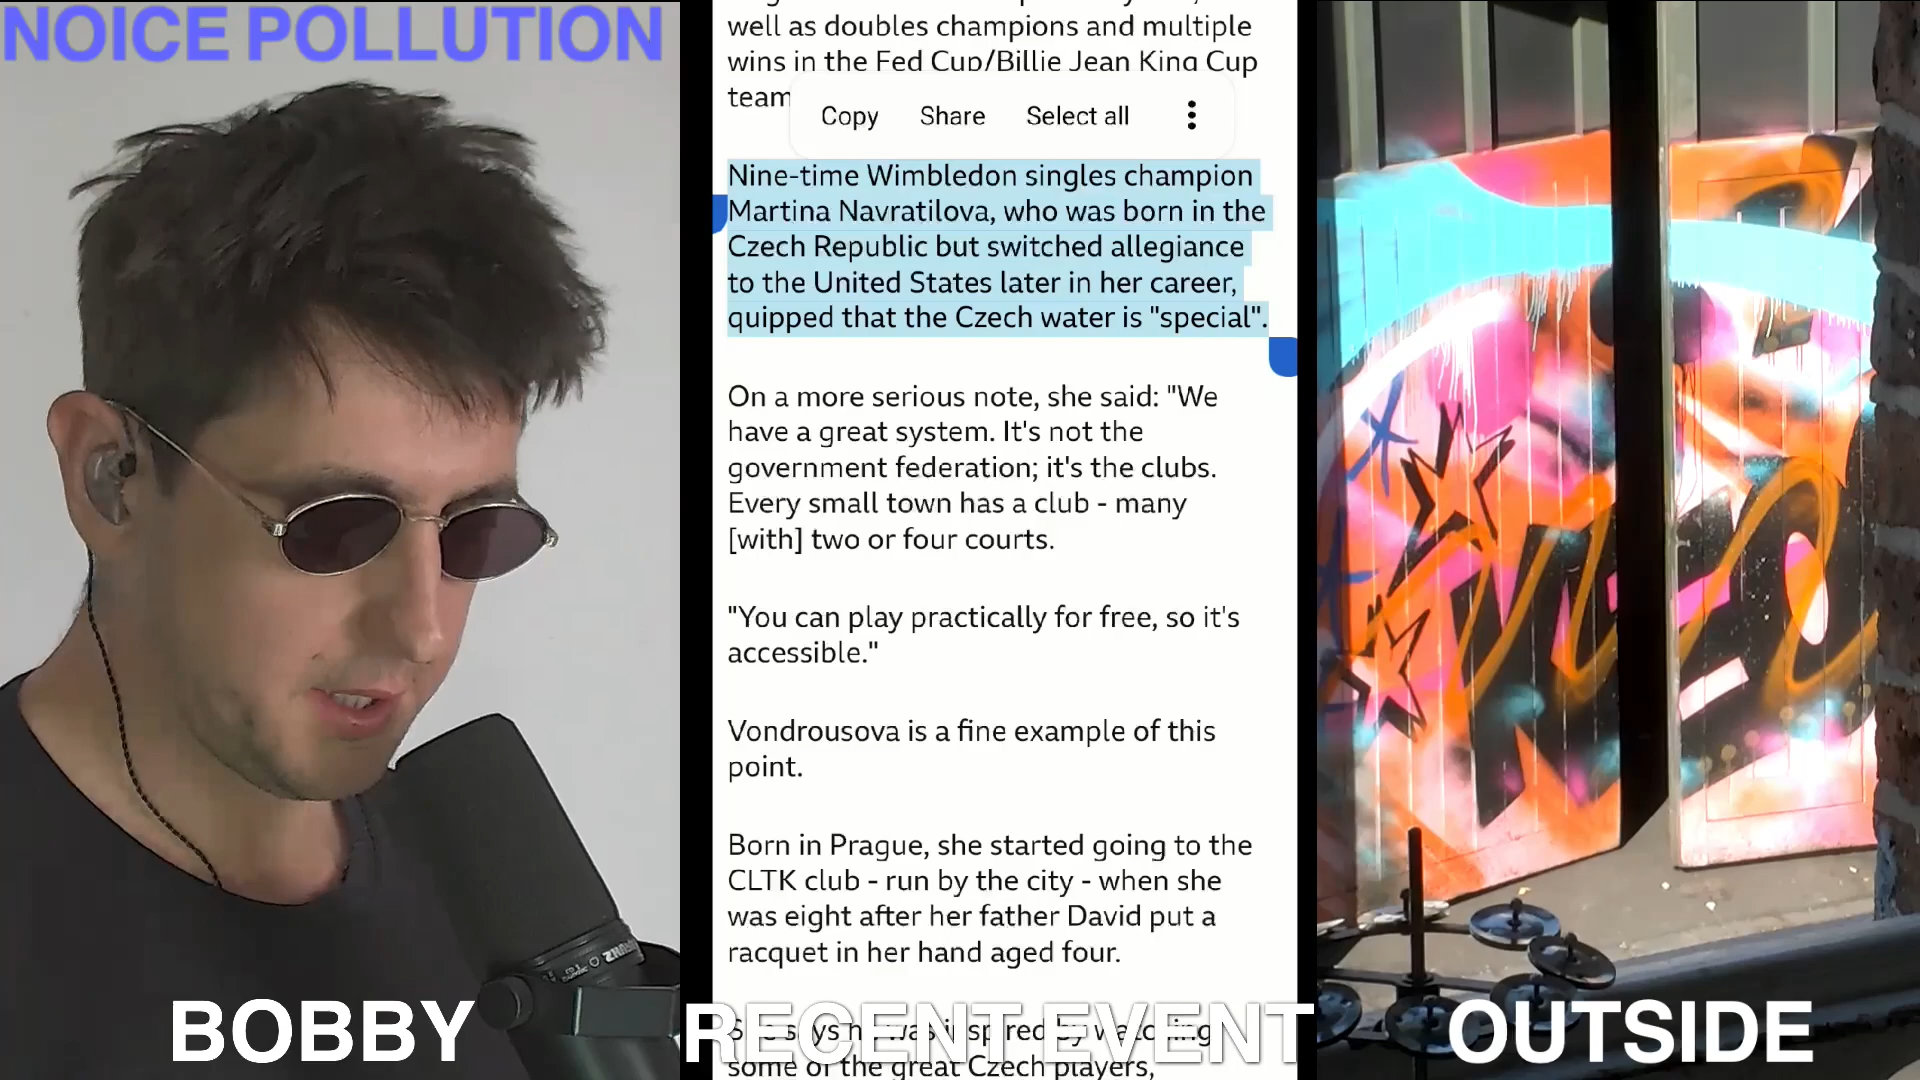 NOICE POLLUTION
well as doubles champions and multiple
wins in the Fed Cup/Billie Jean King Cup
team
Copy Share Select all
Nine-time Wimbledon singles champion
Martina Navratilova, who was born in the
Czech Republic but switched allegiance
to the United States later in her career,
quipped that the Czech water is "special".
On a more serious note, she said: "We
have a great system. It's not the
government federation; it's the clubs.
Every small town has a club - many
[with] two or four courts.
"You can play practically for free, so it's
accessible."
Vondrousova is a fine example of this
point.
Born in Prague, she started going to the
CLTK club - run by the city - when she
was eight after her father David put a
racquet in her hand aged four.
She says he was inspired by watching
some of the great Czech players,
BOBBY
RECENT EVENT
OUTSIDE